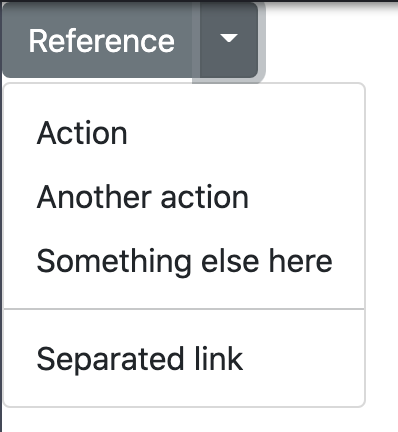 Reference
Action
Another action
Something else here
Separated link